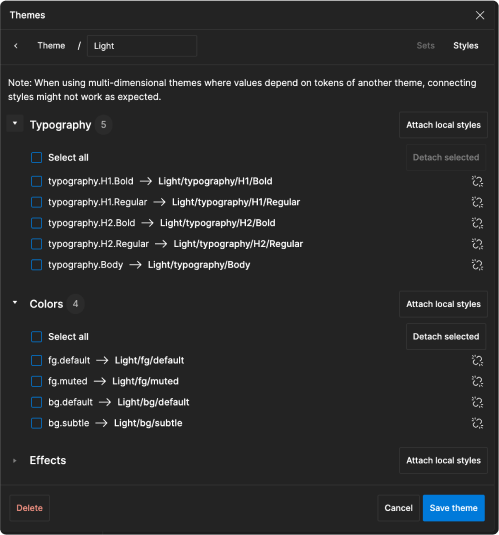 Themes
Theme / Light Sets Styles
Note: When using multi-dimensional themes where values depend on tokens of another theme, connecting
styles might not work as expected.
Typography 5 Attach local styles
Select all Detach selected
typography.H1.Bold → Light/typography/H1/Bold
typography.H1.Regular → Light/typography/H1/Regular
typography.H2.Bold → Light/typography/H2/Bold
typography.H2.Regular → Light/typography/H2/Regular
typography.Body → Light/typography/Body
Colors 4 Attach local styles
Select all Detach selected
fg.default → Light/fg/default
fg.muted → Light/fg/muted
bg.default → Light/bg/default
bg.subtle → Light/bg/subtle
Effects Attach local styles
Delete Cancel Save theme